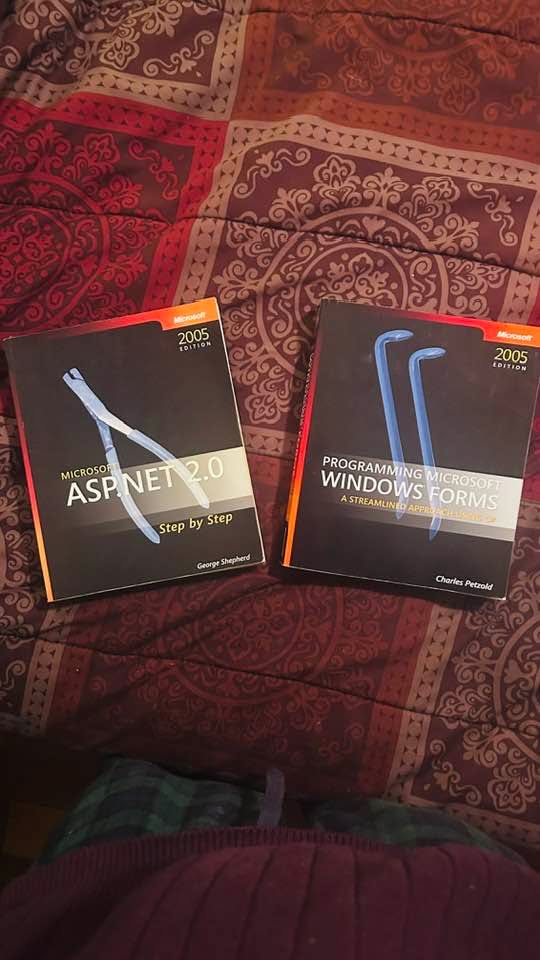 Microsoft
2005
EDITION
MICROSOFT
ASP.NET 2.0
Step by Step
George Shepherd
Microsoft
2005
EDITION
PROGRAMMING MICROSOFT
WINDOWS FORMS
A STREAMLINED APPROACH USING C#
Charles Petzold